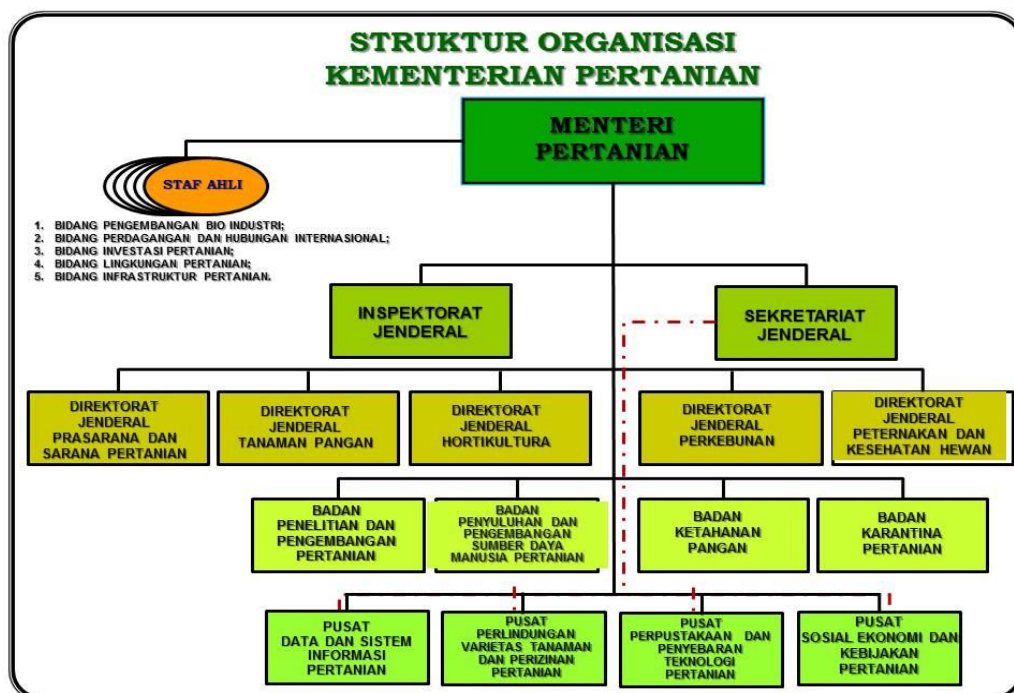 STRUKTUR ORGANISASI
KEMENTERIAN PERTANIAN
MENTERI
PERTANIAN
STAF AHLI
1. BIDANG PENGEMBANGAN BIO INDUSTRI;
2. BIDANG PERDAGANGAN DAN HUBUNGAN INTERNASIONAL;
3. BIDANG INVESTASI PERTANIAN;
4. BIDANG LINGKUNGAN PERTANIAN;
5. BIDANG INFRASTRUKTUR PERTANIAN.
INSPEKTORAT
JENDERAL
SEKRETARIAT
JENDERAL
DIREKTORAT
JENDERAL
PRASARANA DAN
SARANA PERTANIAN
DIREKTORAT
JENDERAL
TANAMAN PANGAN
DIREKTORAT
JENDERAL
HORTIKULTURA
DIREKTORAT
JENDERAL
PERKEBUNAN
DIREKTORAT
JENDERAL
PETERNAKAN DAN
KESEHATAN HEWAN
BADAN
PENELITIAN DAN
PENGEMBANGAN
PERTANIAN
BADAN
PENYULUHAN DAN
PENGEMBANGAN
SUMBER DAYA
MANUSIA PERTANIAN
BADAN
KETAHANAN
PANGAN
BADAN
KARANTINA
PERTANIAN
PUSAT
DATA DAN SISTEM
INFORMASI
PERTANIAN
PUSAT
PERLINDUNGAN
VARIETAS TANAMAN
DAN PERIZINAN
PERTANIAN
PUSAT
PERPUSTAKAAN DAN
PENYEBARAN
TEKNOLOGI
PERTANIAN
PUSAT
SOSIAL EKONOMI DAN
KEBIJAKAN
PERTANIAN